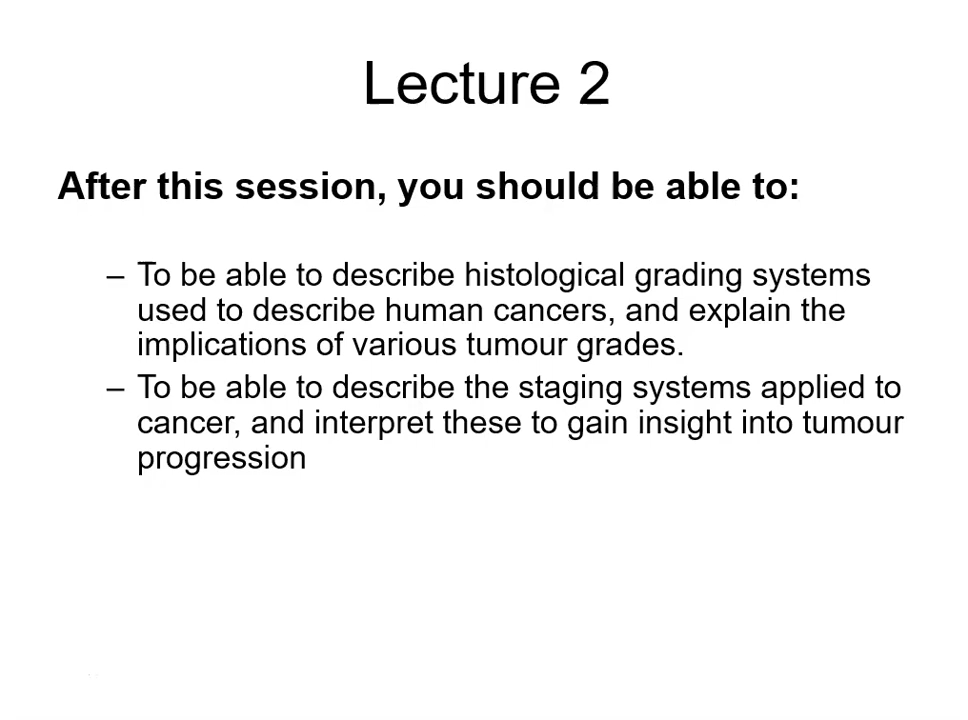 Lecture 2
After this session, you should be able to:
– To be able to describe histological grading systems
used to describe human cancers, and explain the
implications of various tumour grades.
– To be able to describe the staging systems applied to
cancer, and interpret these to gain insight into tumour
progression